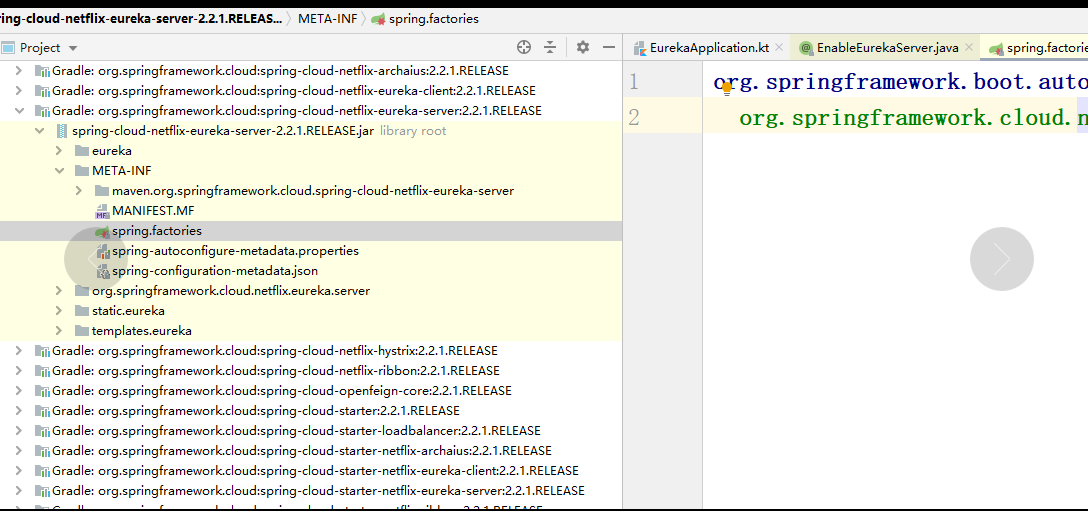 ing-cloud-netflix-eureka-server-2.2.1.RELEAS... META-INF spring.factories
Project
EurekaApplication.kt EnableEurekaServer.java spring.factorie
Gradle: org.springframework.cloud:spring-cloud-netflix-archaius:2.2.1.RELEASE
Gradle: org.springframework.cloud:spring-cloud-netflix-eureka-client:2.2.1.RELEASE
Gradle: org.springframework.cloud:spring-cloud-netflix-eureka-server:2.2.1.RELEASE
spring-cloud-netflix-eureka-server-2.2.1.RELEASE.jar library root
eureka
META-INF
maven.org.springframework.cloud.spring-cloud-netflix-eureka-server
MANIFEST.MF
spring.factories
spring-autoconfigure-metadata.properties
spring-configuration-metadata.json
org.springframework.cloud.netflix.eureka.server
static.eureka
templates.eureka
Gradle: org.springframework.cloud:spring-cloud-netflix-hystrix:2.2.1.RELEASE
Gradle: org.springframework.cloud:spring-cloud-netflix-ribbon:2.2.1.RELEASE
Gradle: org.springframework.cloud:spring-cloud-openfeign-core:2.2.1.RELEASE
Gradle: org.springframework.cloud:spring-cloud-starter:2.2.1.RELEASE
Gradle: org.springframework.cloud:spring-cloud-starter-loadbalancer:2.2.1.RELEASE
Gradle: org.springframework.cloud:spring-cloud-starter-netflix-archaius:2.2.1.RELEASE
Gradle: org.springframework.cloud:spring-cloud-starter-netflix-eureka-client:2.2.1.RELEASE
Gradle: org.springframework.cloud:spring-cloud-starter-netflix-eureka-server:2.2.1.RELEASE
1 org.springframework.boot.auto
2 org.springframework.cloud.n